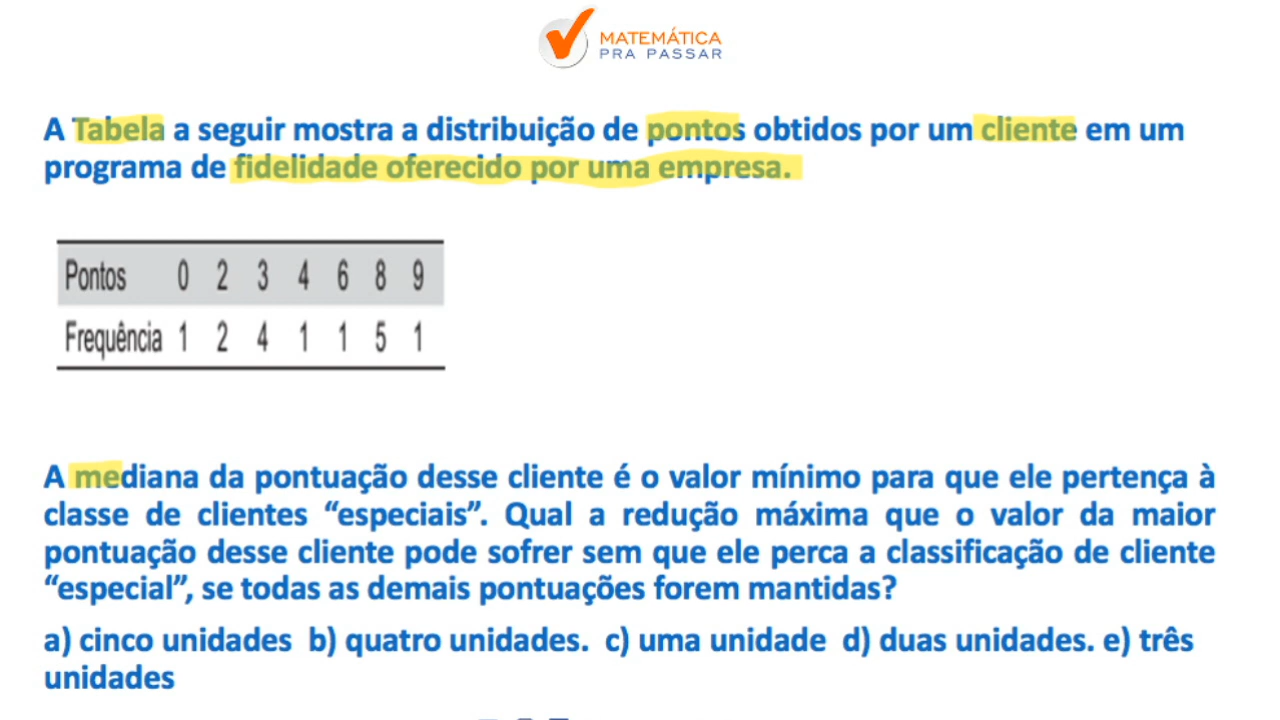 MATEMÁTICA
PRA PASSAR
A Tabela a seguir mostra a distribuição de pontos obtidos por um cliente em um
programa de fidelidade oferecido por uma empresa.
Pontos 0 2 3 4 6 8 9
Frequência 1 2 4 1 1 5 1
A mediana da pontuação desse cliente é o valor mínimo para que ele pertença à
classe de clientes “especiais”. Qual a redução máxima que o valor da maior
pontuação desse cliente pode sofrer sem que ele perca a classificação de cliente
“especial”, se todas as demais pontuações forem mantidas?
a) cinco unidades b) quatro unidades. c) uma unidade d) duas unidades. e) três
unidades